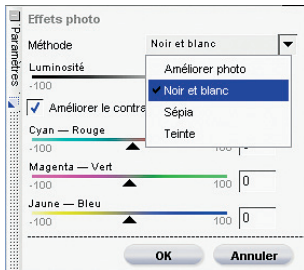 Effets photo
Paramètres
Méthode Noir et blanc
Améliorer photo
Noir et blanc
Sépia
Teinte
Luminosité
-100
Améliorer le contra
Cyan — Rouge
-100 100
Magenta — Vert
-100 100 0
Jaune — Bleu
-100 100 0
OK Annuler